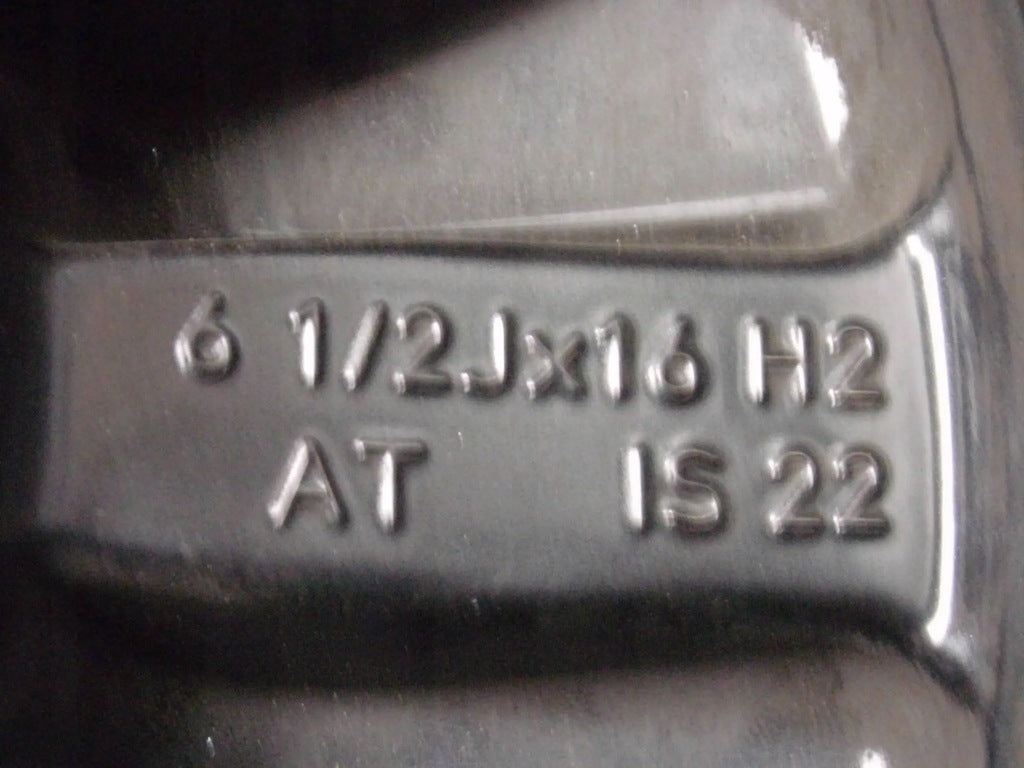 6 1/2Jx16 H2
AT IS 22